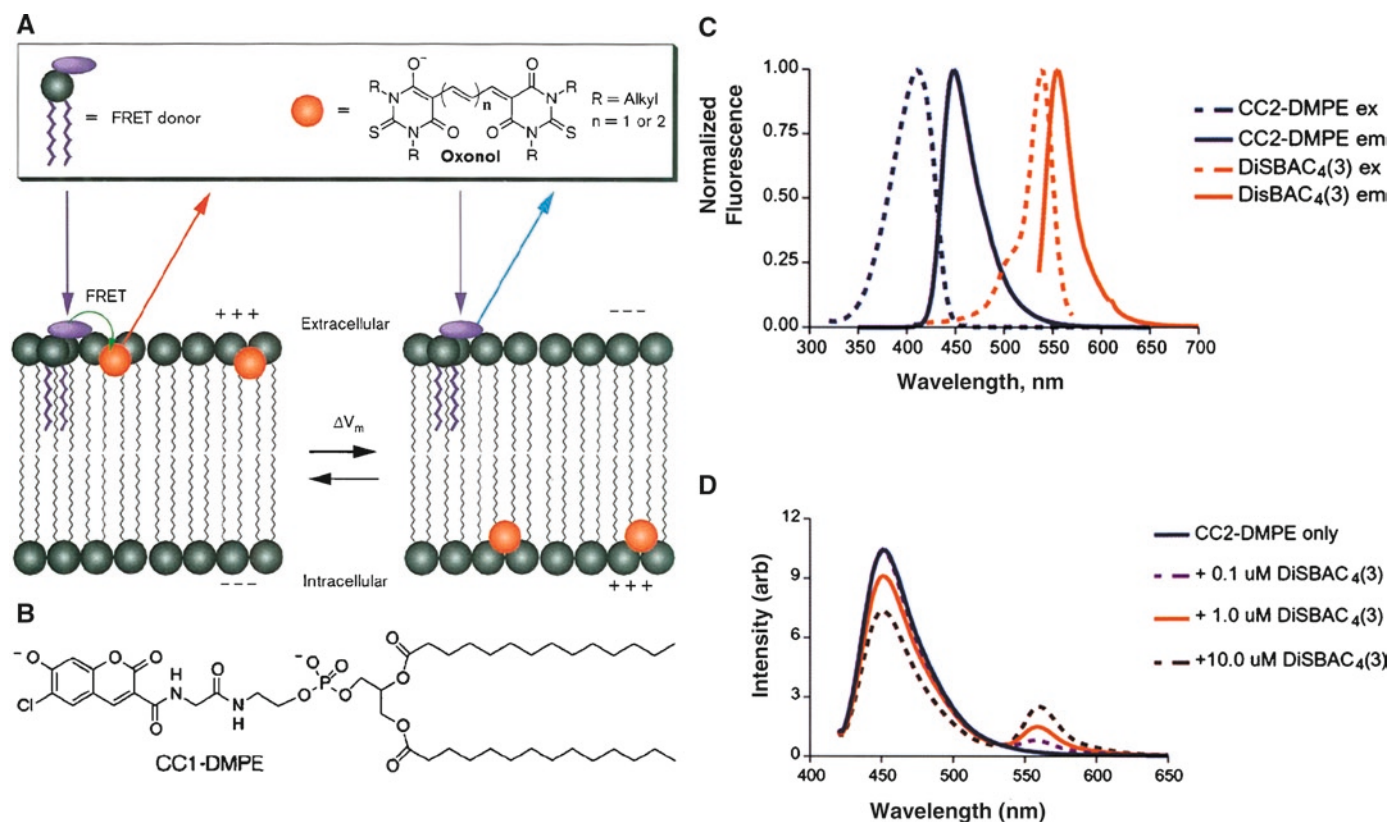 A
= FRET donor
=
O⁻
O
R
N
( )n
N
R
R = Alkyl
n = 1 or 2
S
N
O
O
N
S
R
Oxonol
R
FRET
+ + +
Extracellular
– – –
ΔVm
– – –
Intracellular
+ + +
B
⁻O
O
O
Cl
O
N
H
O
N
H
O
⁻O
P
O
O
O
O
O
O
CC1-DMPE
C
Normalized
Fluorescence
1.00
0.75
0.50
0.25
0.00
300 350 400 450 500 550 600 650 700
Wavelength, nm
CC2-DMPE ex
CC2-DMPE em
DiSBAC₄(3) ex
DisBAC₄(3) em
D
Intensity (arb)
12
9
6
3
0
400 450 500 550 600 650
Wavelength (nm)
CC2-DMPE only
+ 0.1 uM DiSBAC₄(3)
+ 1.0 uM DiSBAC₄(3)
+10.0 uM DiSBAC₄(3)